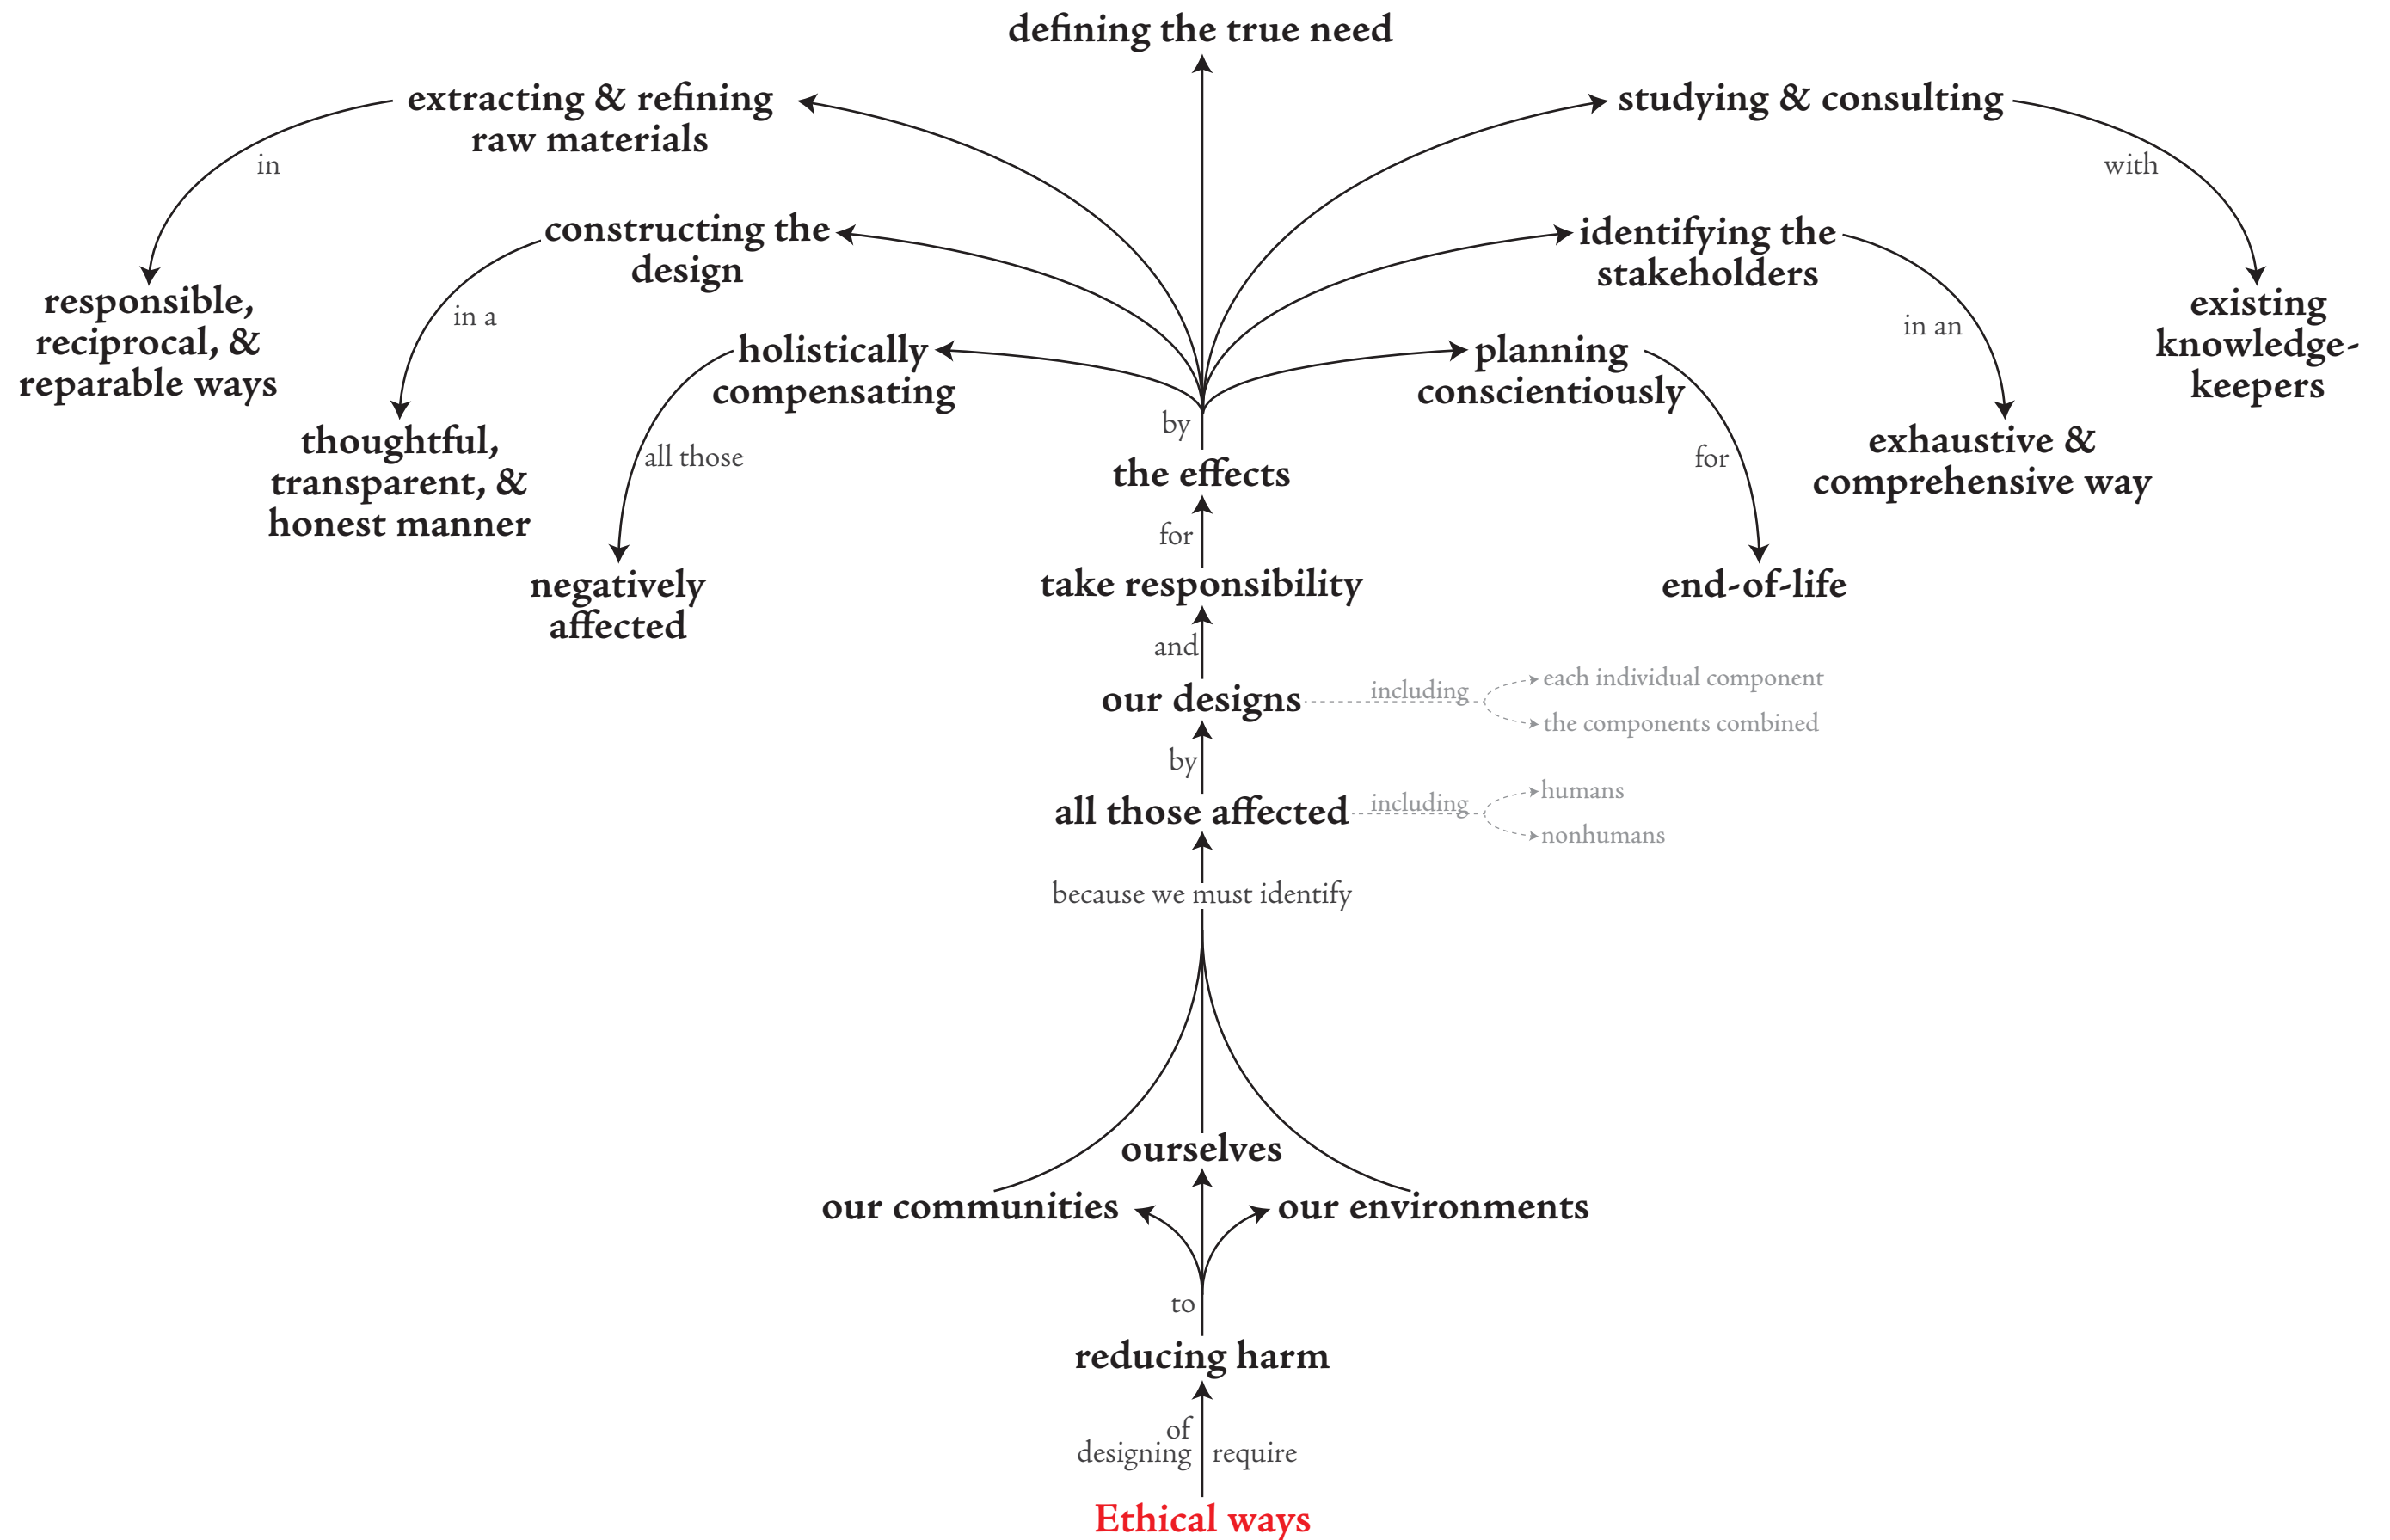 defining the true need
extracting & refining
raw materials
studying & consulting
in
with
constructing the
design
identifying the
stakeholders
responsible,
reciprocal, &
reparable ways
in a
in an
existing
knowledge-
keepers
holistically
compensating
planning
conscientiously
by
thoughtful,
transparent, &
honest manner
all those
for
exhaustive &
comprehensive way
the effects
for
negatively
affected
take responsibility
end-of-life
and
our designs
including
each individual component
the components combined
by
all those affected
including
humans
nonhumans
because we must identify
ourselves
our communities
our environments
to
reducing harm
of
designing
require
Ethical ways